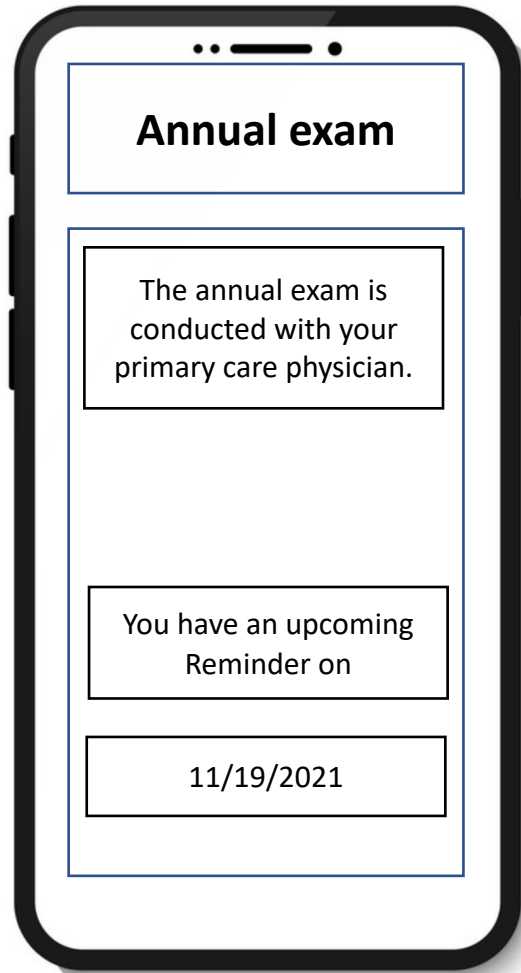 Annual exam
The annual exam is
conducted with your
primary care physician.
You have an upcoming
Reminder on
11/19/2021